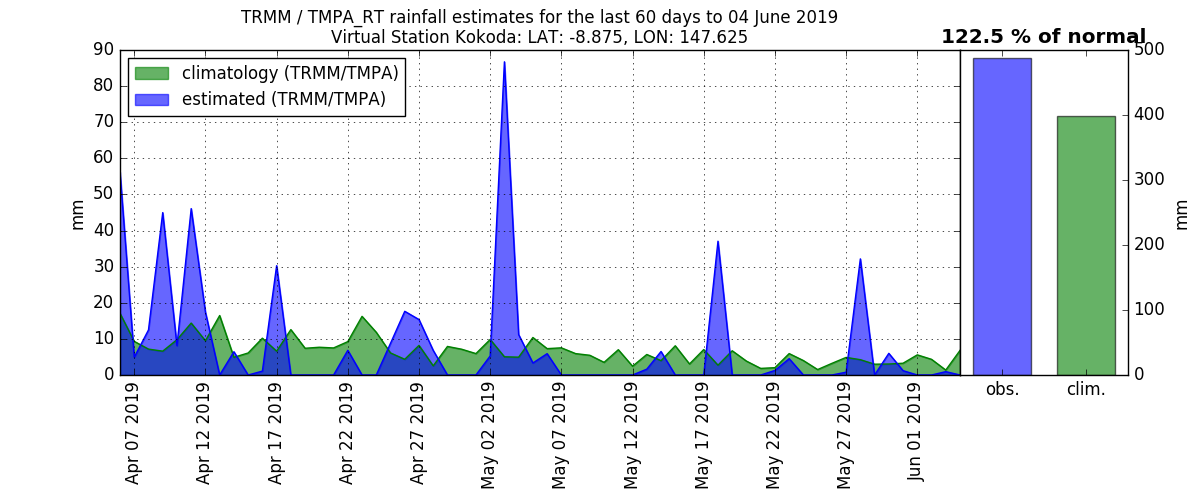 TRMM / TMPA_RT rainfall estimates for the last 60 days to 04 June 2019
Virtual Station Kokoda: LAT: -8.875, LON: 147.625
122.5 % of normal
climatology (TRMM/TMPA)
estimated (TRMM/TMPA)
90
80
70
60
50
40
30
20
10
0
mm
Apr 07 2019
Apr 12 2019
Apr 17 2019
Apr 22 2019
Apr 27 2019
May 02 2019
May 07 2019
May 12 2019
May 17 2019
May 22 2019
May 27 2019
Jun 01 2019
500
400
300
200
100
0
mm
obs.
clim.